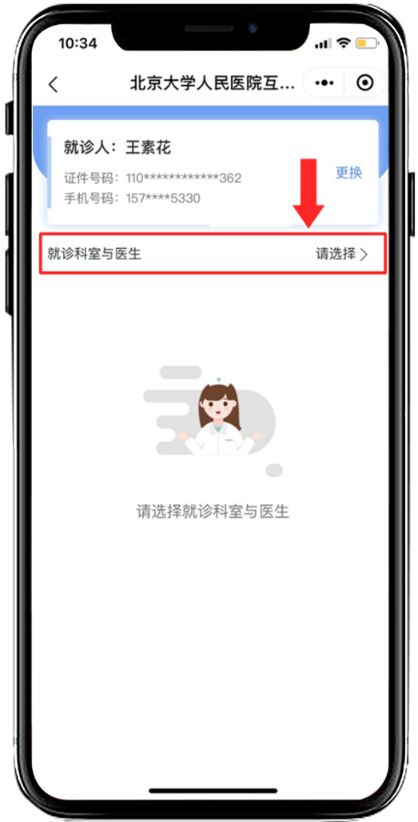 10:34
北京大学人民医院互...
就诊人：王素花
更换
证件号码：110************362
手机号码：157****5330
就诊科室与医生 请选择
请选择就诊科室与医生